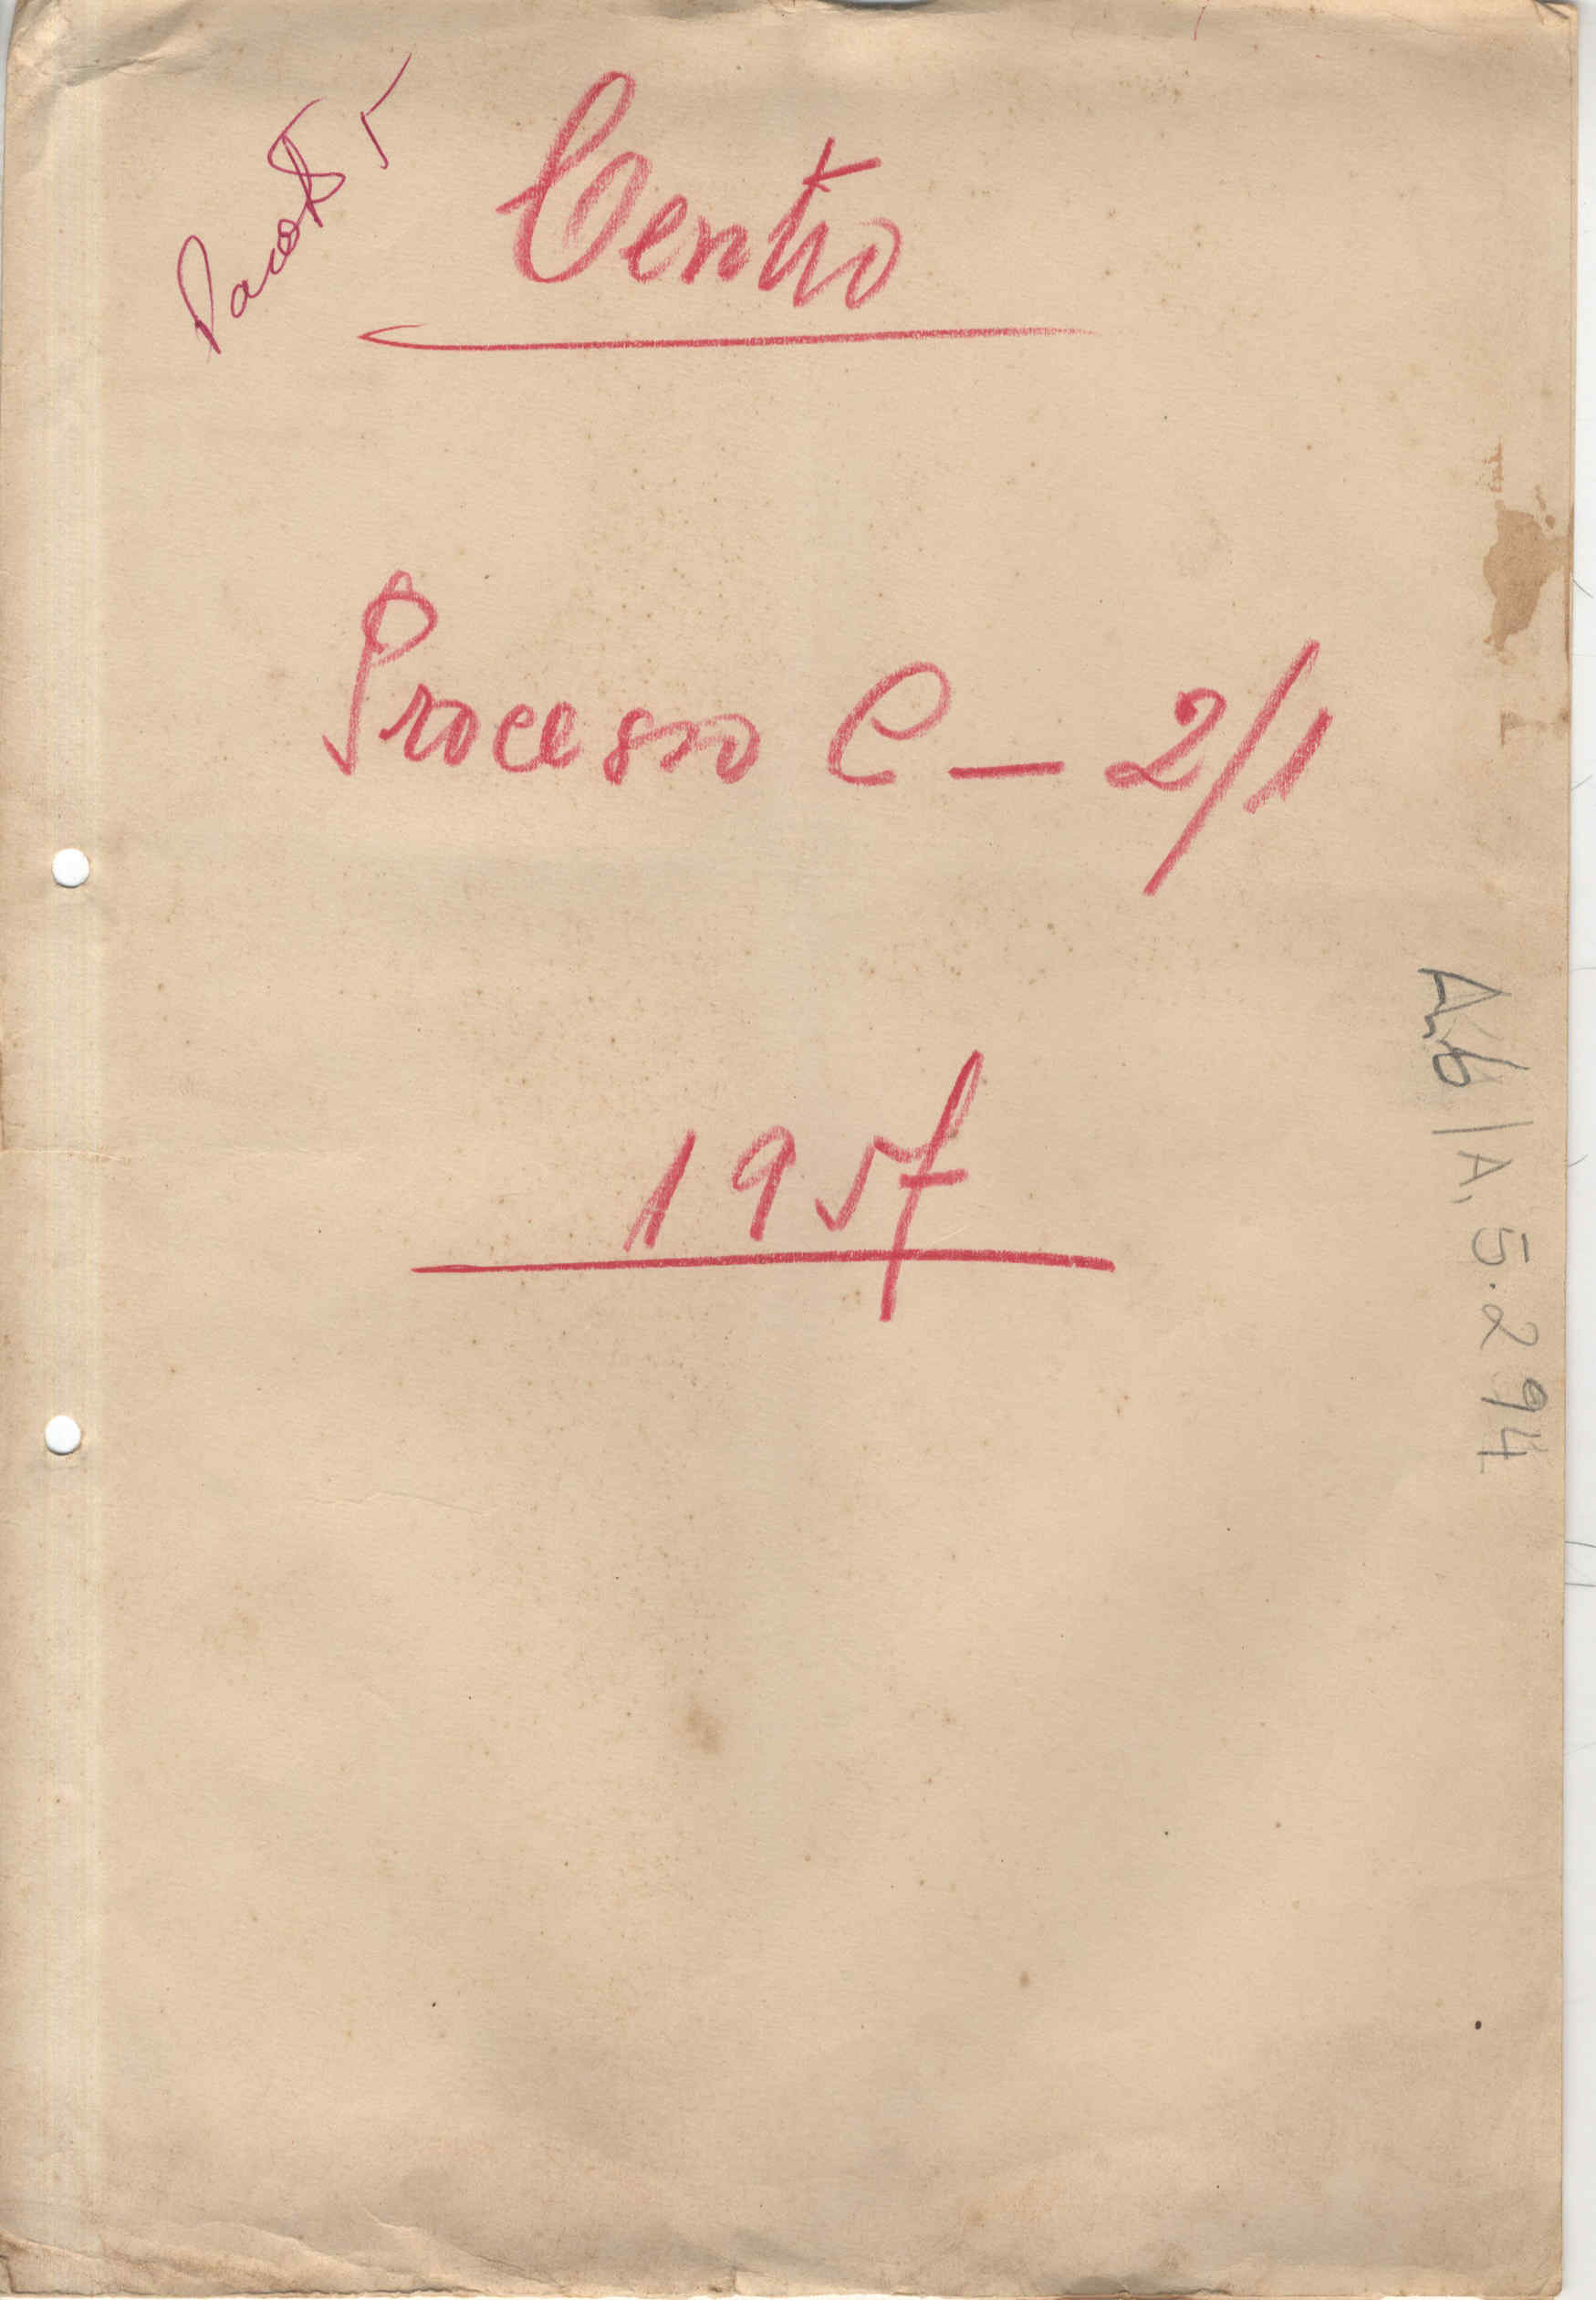 Pacote 5
Centro
Processo C - 2/1
1957
A.6/A.5.294